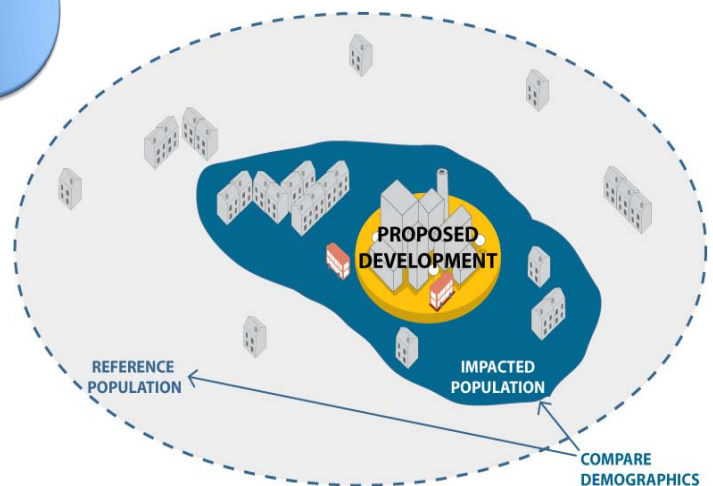 PROPOSED
DEVELOPMENT
REFERENCE
POPULATION
IMPACTED
POPULATION
COMPARE
DEMOGRAPHICS